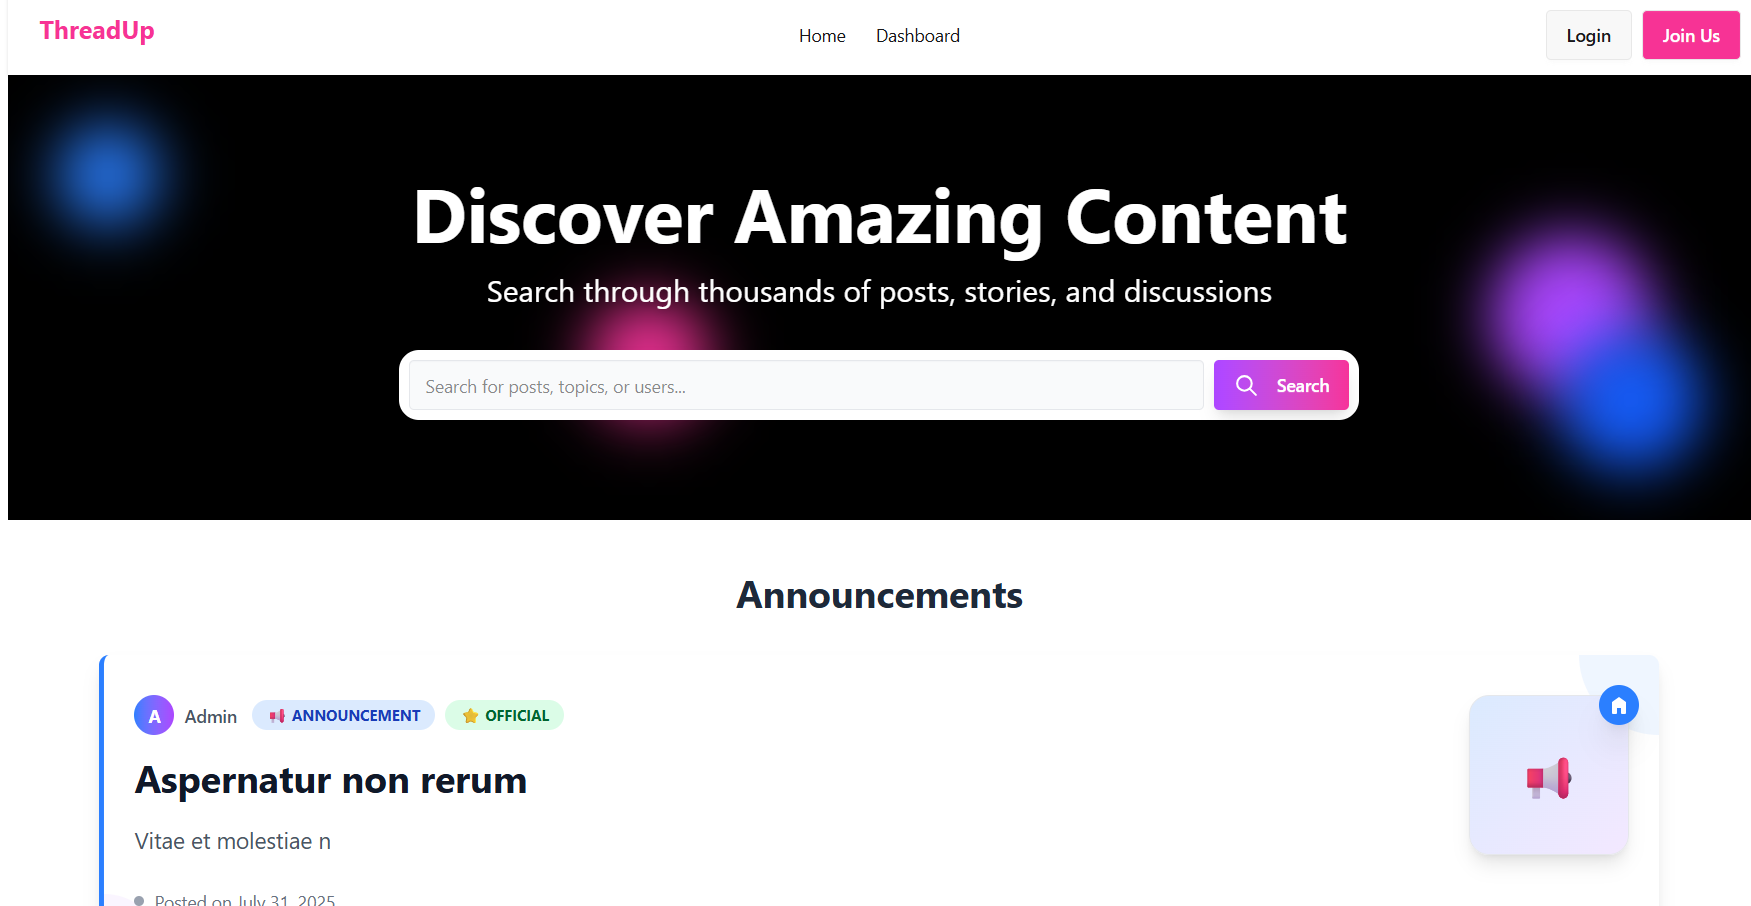 ThreadUp
Home
Dashboard
Login
Join Us
Discover Amazing Content
Search through thousands of posts, stories, and discussions
Search for posts, topics, or users...
Search
Announcements
A
Admin
ANNOUNCEMENT
OFFICIAL
Aspernatur non rerum
Vitae et molestiae n
Posted on July 31, 2025